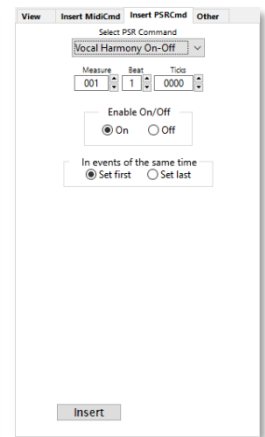 View Insert MidiCmd Insert PSRCmd Other
Select PSR Command
Vocal Harmony On-Off
Measure Beat Ticks
001 1 0000
Enable On/Off
On Off
In events of the same time
Set first Set last
Insert